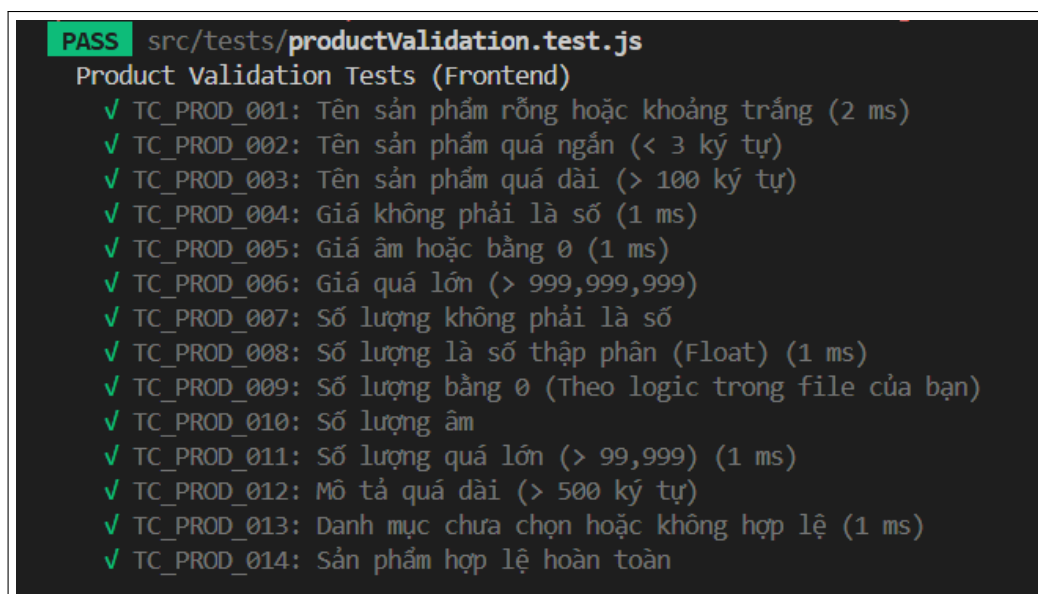 PASS src/tests/productValidation.test.js
Product Validation Tests (Frontend)
√ TC_PROD_001: Tên sản phẩm rỗng hoặc khoảng trắng (2 ms)
√ TC_PROD_002: Tên sản phẩm quá ngắn (< 3 ký tự)
√ TC_PROD_003: Tên sản phẩm quá dài (> 100 ký tự)
√ TC_PROD_004: Giá không phải là số (1 ms)
√ TC_PROD_005: Giá âm hoặc bằng 0 (1 ms)
√ TC_PROD_006: Giá quá lớn (> 999,999,999)
√ TC_PROD_007: Số lượng không phải là số
√ TC_PROD_008: Số lượng là số thập phân (Float) (1 ms)
√ TC_PROD_009: Số lượng bằng 0 (Theo logic trong file của bạn)
√ TC_PROD_010: Số lượng âm
√ TC_PROD_011: Số lượng quá lớn (> 99,999) (1 ms)
√ TC_PROD_012: Mô tả quá dài (> 500 ký tự)
√ TC_PROD_013: Danh mục chưa chọn hoặc không hợp lệ (1 ms)
√ TC_PROD_014: Sản phẩm hợp lệ hoàn toàn